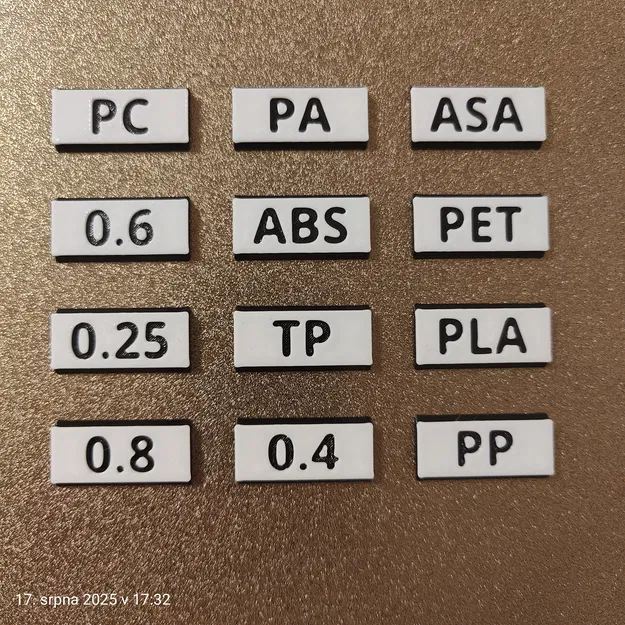 PC PA ASA
0.6 ABS PET
0.25 TP PLA
0.8 0.4 PP
17. srpna 2025 v 17:32